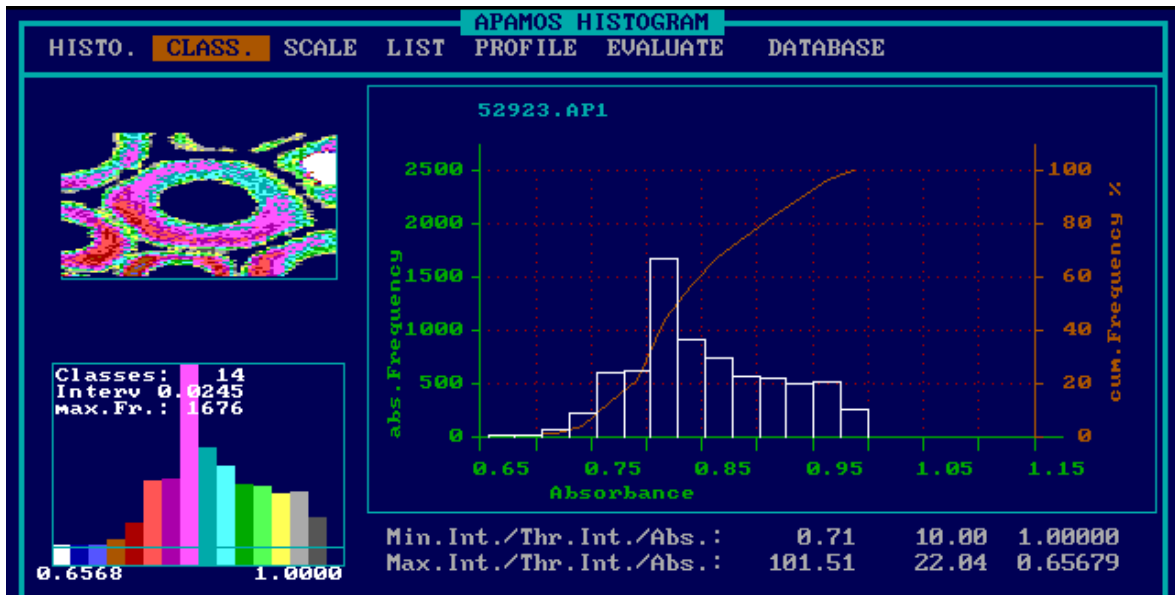 APAMOS HISTOGRAM
HISTO. CLASS. SCALE LIST PROFILE EVALUATE DATABASE
52923.AP1
abs.Frequency
2500
2000
1500
1000
500
0
100
80
60
40
20
0
cum.Frequency %
0.65 0.75 0.85 0.95 1.05 1.15
Absorbance
Classes: 14
Interv 0.0245
max.Fr.: 1676
0.6568 1.0000
Min.Int./Thr.Int./Abs.: 0.71 10.00 1.00000
Max.Int./Thr.Int./Abs.: 101.51 22.04 0.65679